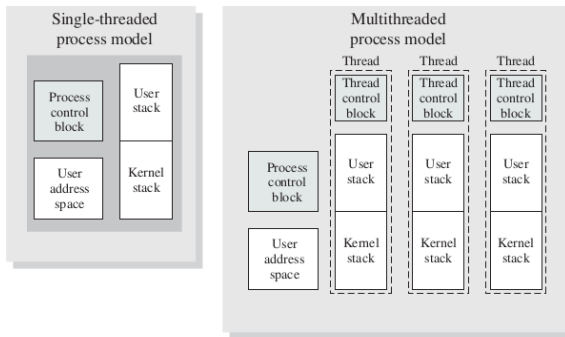 Single-threaded
process model
Process
control
block
User
stack
User
address
space
Kernel
stack
Multithreaded
process model
Thread
Thread
Thread
Thread
control
block
Thread
control
block
Thread
control
block
Process
control
block
User
stack
User
stack
User
stack
User
address
space
Kernel
stack
Kernel
stack
Kernel
stack